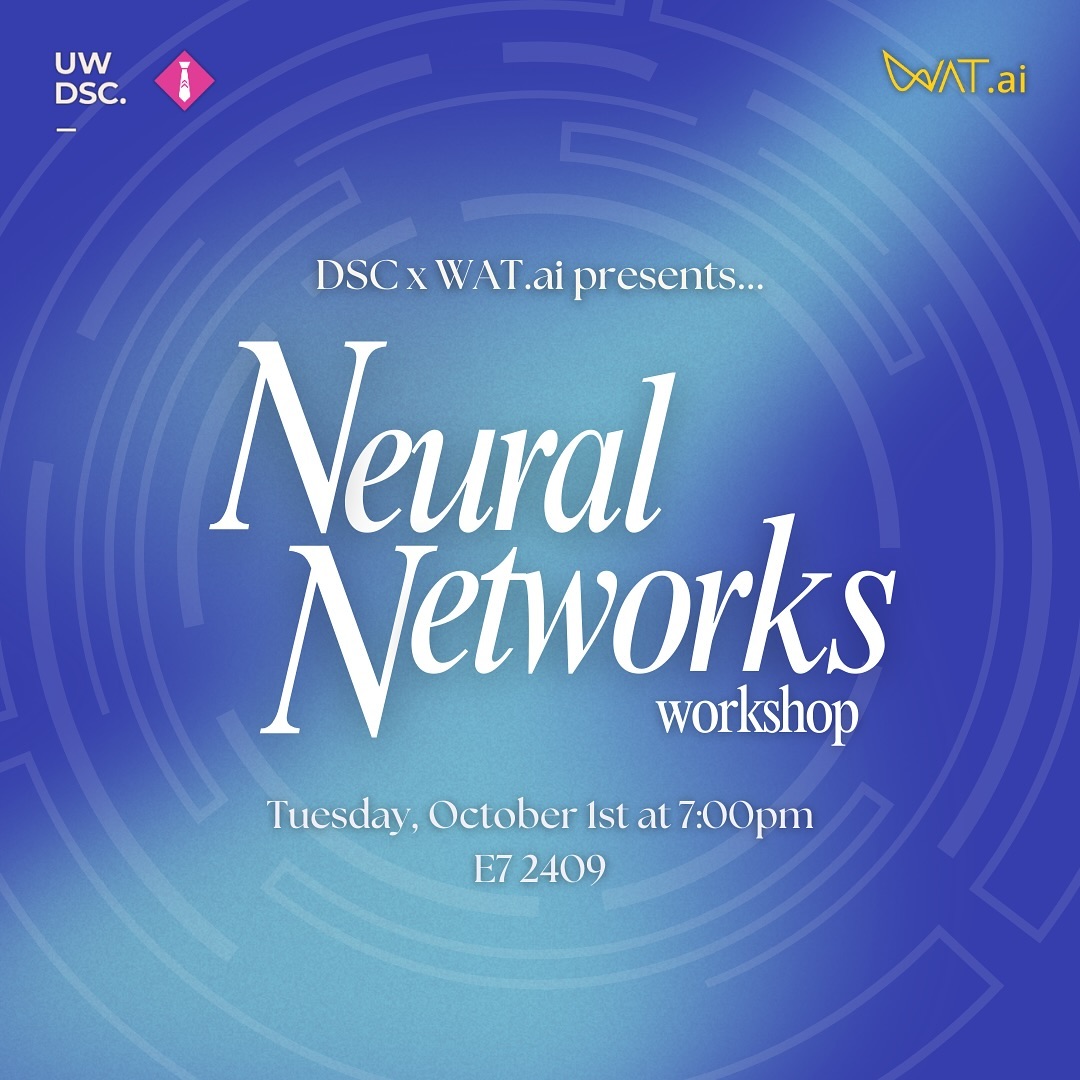 UW
DSC.
WAT.ai
DSC x WAT.ai presents...
Neural
Networks
workshop
Tuesday, October 1st at 7:00pm
E7 2409